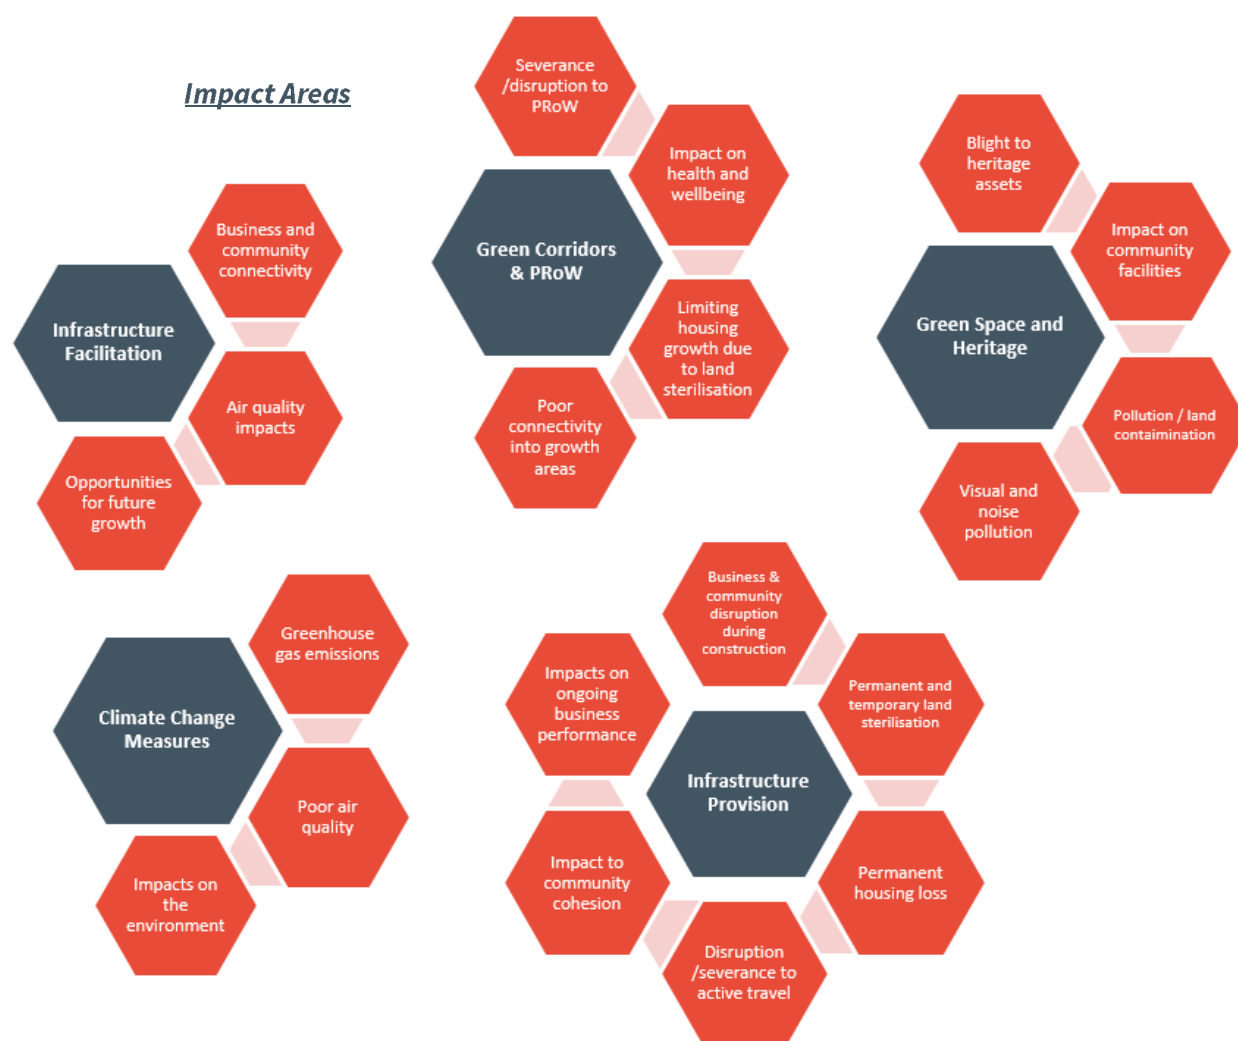 Impact Areas
Infrastructure
Facilitation
Business and
community
connectivity
Air quality
impacts
Opportunities
for future
growth
Green Corridors
& PRoW
Severance
/disruption to
PRoW
Impact on
health and
wellbeing
Limiting
housing
growth due
to land
sterilisation
Poor
connectivity
into growth
areas
Green Space and
Heritage
Blight to
heritage
assets
Impact on
community
facilities
Pollution / land
contaimination
Visual and
noise
pollution
Climate Change
Measures
Greenhouse
gas emissions
Poor air
quality
Impacts on
the
environment
Infrastructure
Provision
Business &
community
disruption
during
construction
Permanent and
temporary land
sterilisation
Permanent
housing loss
Disruption
/severance to
active travel
Impact to
community
cohesion
Impacts on
ongoing
business
performance